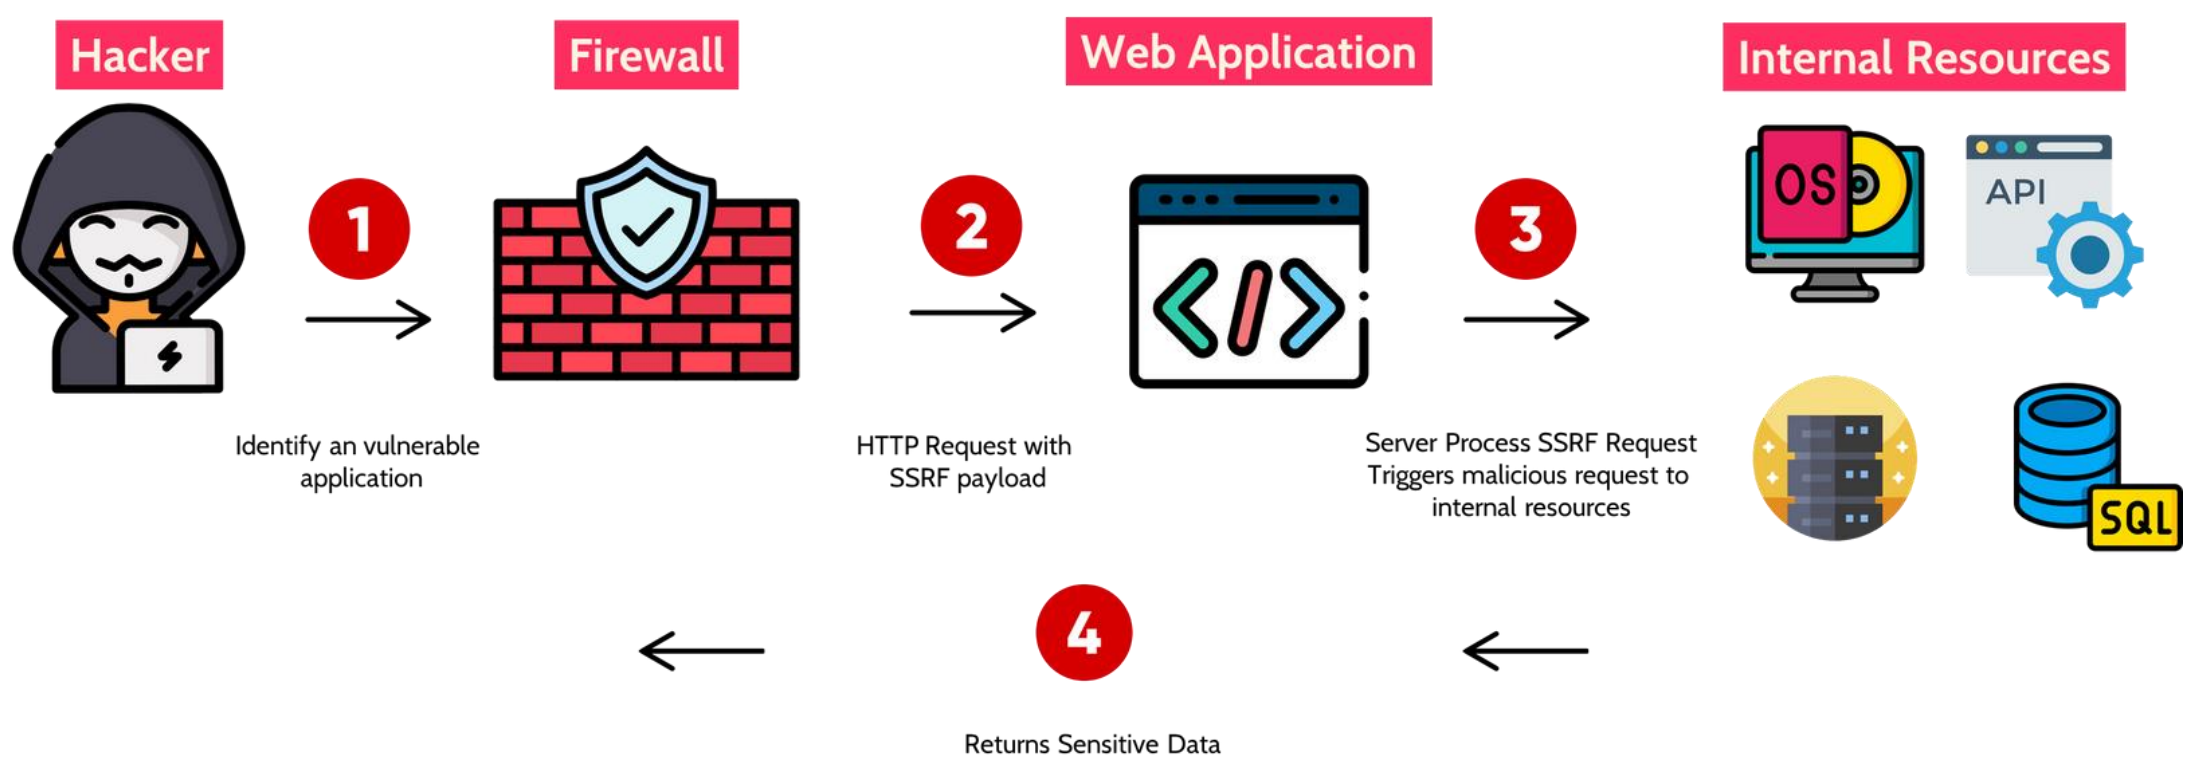 Hacker
Firewall
Web Application
Internal Resources
1
2
3
OS
API
Identify an vulnerable
application
HTTP Request with
SSRF payload
Server Process SSRF Request
Triggers malicious request to
internal resources
SQL
4
Returns Sensitive Data